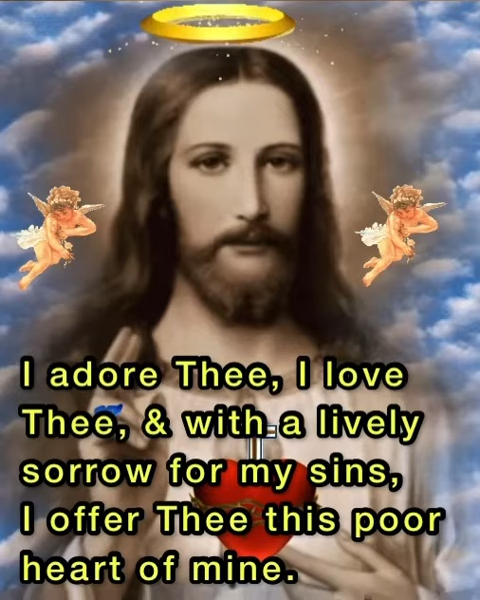 I adore Thee, I love
Thee, & with a lively
sorrow for my sins,
I offer Thee this poor
heart of mine.